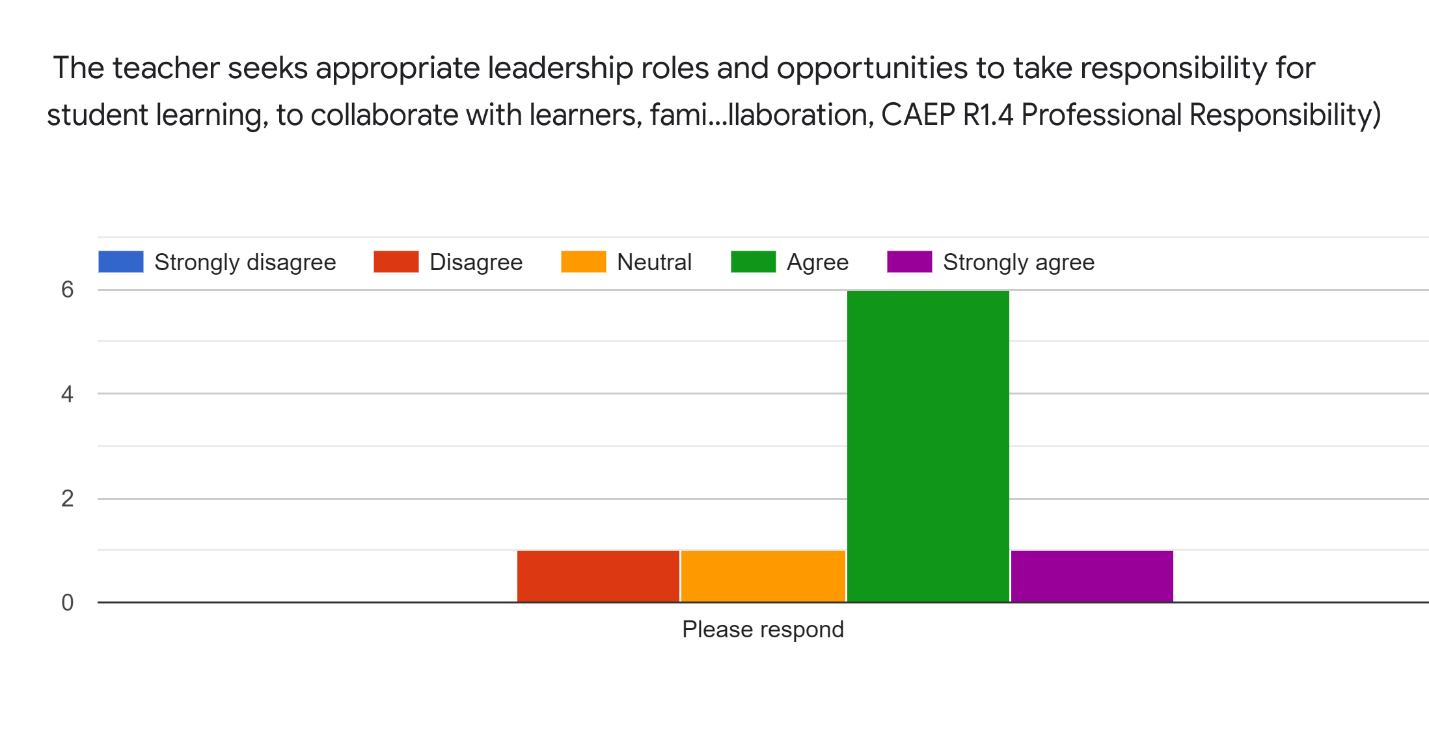 The teacher seeks appropriate leadership roles and opportunities to take responsibility for
student learning, to collaborate with learners, fami...llaboration, CAEP R1.4 Professional Responsibility)
Strongly disagree Disagree Neutral Agree Strongly agree
6
4
2
0
Please respond